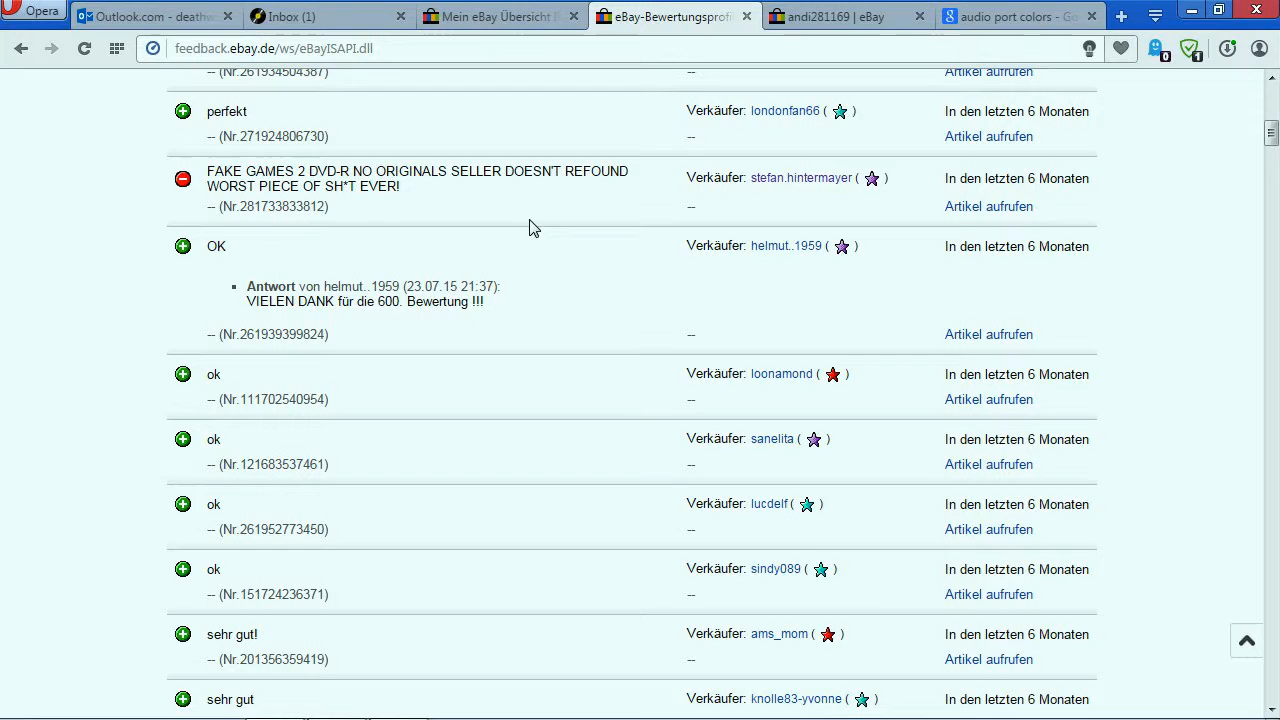 Opera
Outlook.com - deathw
Inbox (1)
Mein eBay Übersicht
eBay-Bewertungsprofi
andi281169 | eBay
audio port colors - Go
feedback.ebay.de/ws/eBayISAPI.dll
0
1
-- (Nr.261934504387) -- Artikel aufrufen
perfekt Verkäufer: londonfan66 ( ) In den letzten 6 Monaten
-- (Nr.271924806730) -- Artikel aufrufen
FAKE GAMES 2 DVD-R NO ORIGINALS SELLER DOESN'T REFOUND
WORST PIECE OF SH*T EVER!
Verkäufer: stefan.hintermayer ( ) In den letzten 6 Monaten
-- (Nr.281733833812) -- Artikel aufrufen
OK Verkäufer: helmut..1959 ( ) In den letzten 6 Monaten
Antwort von helmut..1959 (23.07.15 21:37):
VIELEN DANK für die 600. Bewertung !!!
-- (Nr.261939399824) -- Artikel aufrufen
ok Verkäufer: loonamond ( ) In den letzten 6 Monaten
-- (Nr.111702540954) -- Artikel aufrufen
ok Verkäufer: sanelita ( ) In den letzten 6 Monaten
-- (Nr.121683537461) -- Artikel aufrufen
ok Verkäufer: lucdelf ( ) In den letzten 6 Monaten
-- (Nr.261952773450) -- Artikel aufrufen
ok Verkäufer: sindy089 ( ) In den letzten 6 Monaten
-- (Nr.151724236371) -- Artikel aufrufen
sehr gut! Verkäufer: ams_mom ( ) In den letzten 6 Monaten
-- (Nr.201356359419) -- Artikel aufrufen
sehr gut Verkäufer: knolle83-yvonne ( ) In den letzten 6 Monaten